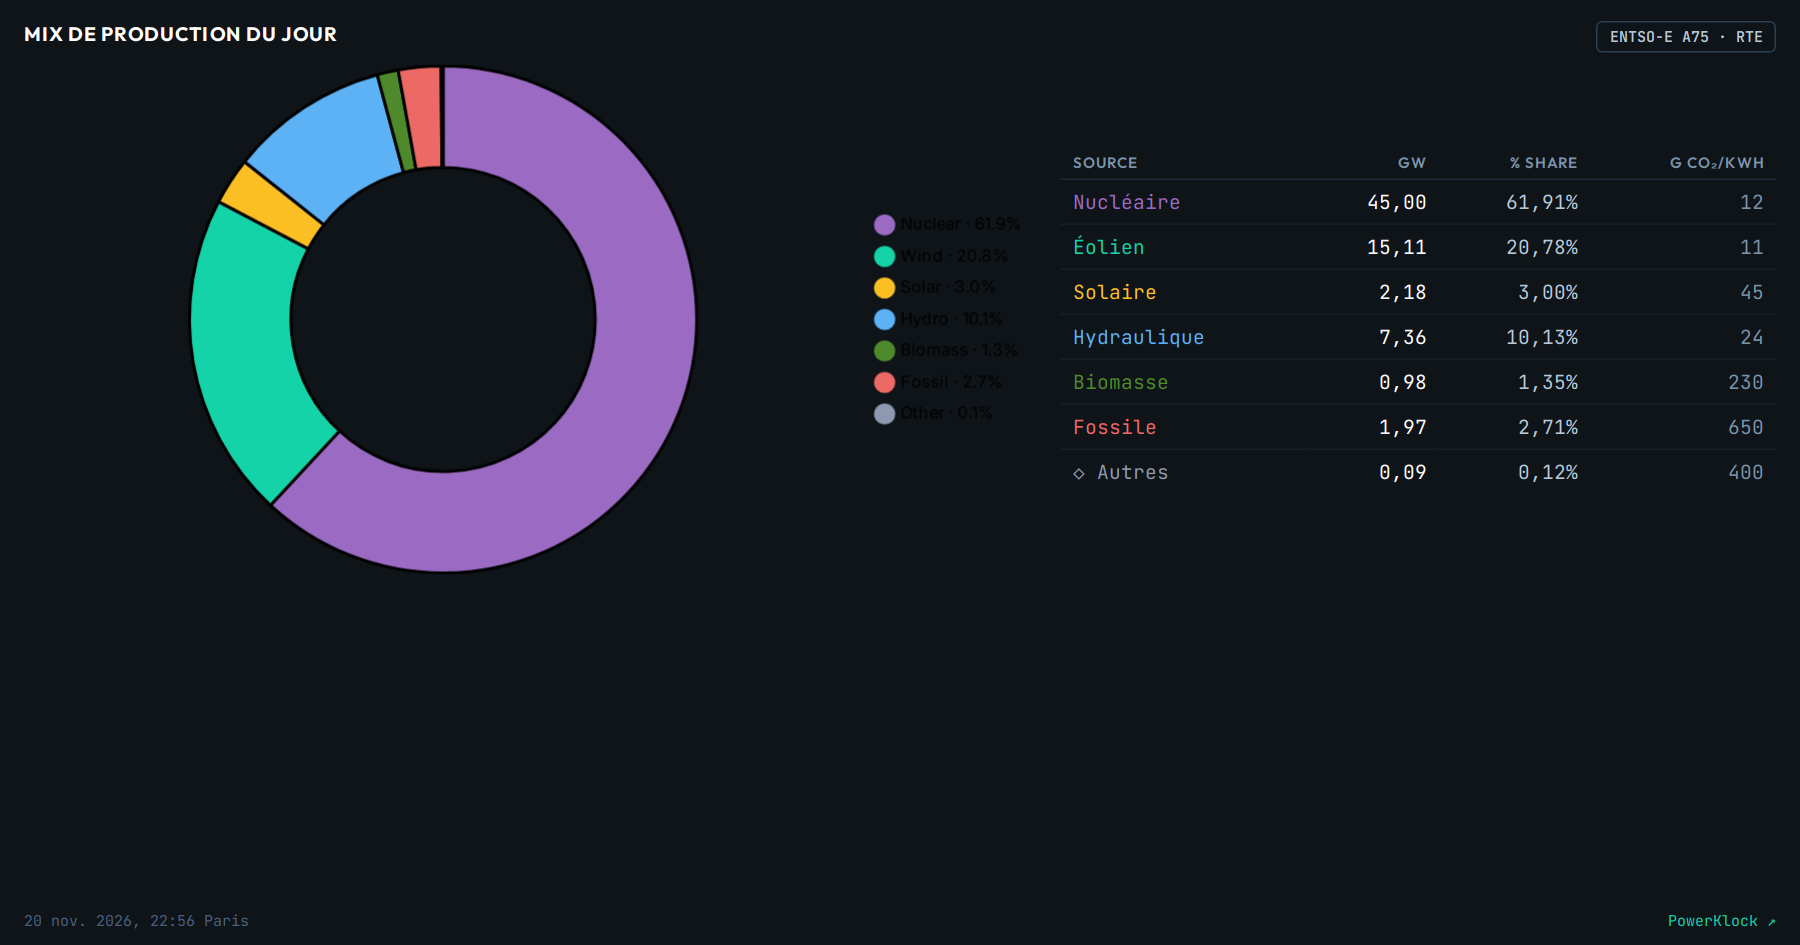 MIX DE PRODUCTION DU JOUR
ENTSO-E A75 · RTE
Nuclear · 61.9%
Wind · 20.8%
Solar · 3.0%
Hydro · 10.1%
Biomass · 1.3%
Fossil · 2.7%
Other · 0.1%
SOURCE GW % SHARE G CO₂/KWH
Nucléaire 45,00 61,91% 12
Éolien 15,11 20,78% 11
Solaire 2,18 3,00% 45
Hydraulique 7,36 10,13% 24
Biomasse 0,98 1,35% 230
Fossile 1,97 2,71% 650
◇ Autres 0,09 0,12% 400
20 nov. 2026, 22:56 Paris
PowerKlock ↗